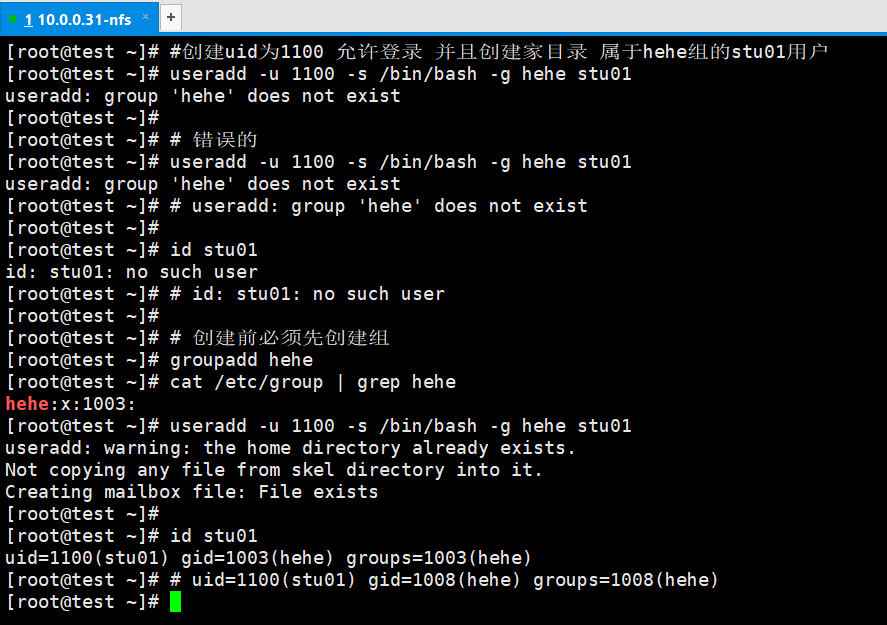 1 10.0.0.31-nfs × +
[root@test ~]# #创建uid为1100 允许登录 并且创建家目录 属于hehe组的stu01用户
[root@test ~]# useradd -u 1100 -s /bin/bash -g hehe stu01
useradd: group 'hehe' does not exist
[root@test ~]#
[root@test ~]# # 错误的
[root@test ~]# useradd -u 1100 -s /bin/bash -g hehe stu01
useradd: group 'hehe' does not exist
[root@test ~]# # useradd: group 'hehe' does not exist
[root@test ~]#
[root@test ~]# id stu01
id: stu01: no such user
[root@test ~]# # id: stu01: no such user
[root@test ~]#
[root@test ~]# # 创建前必须先创建组
[root@test ~]# groupadd hehe
[root@test ~]# cat /etc/group | grep hehe
hehe:x:1003:
[root@test ~]# useradd -u 1100 -s /bin/bash -g hehe stu01
useradd: warning: the home directory already exists.
Not copying any file from skel directory into it.
Creating mailbox file: File exists
[root@test ~]#
[root@test ~]# id stu01
uid=1100(stu01) gid=1003(hehe) groups=1003(hehe)
[root@test ~]# # uid=1100(stu01) gid=1008(hehe) groups=1008(hehe)
[root@test ~]#